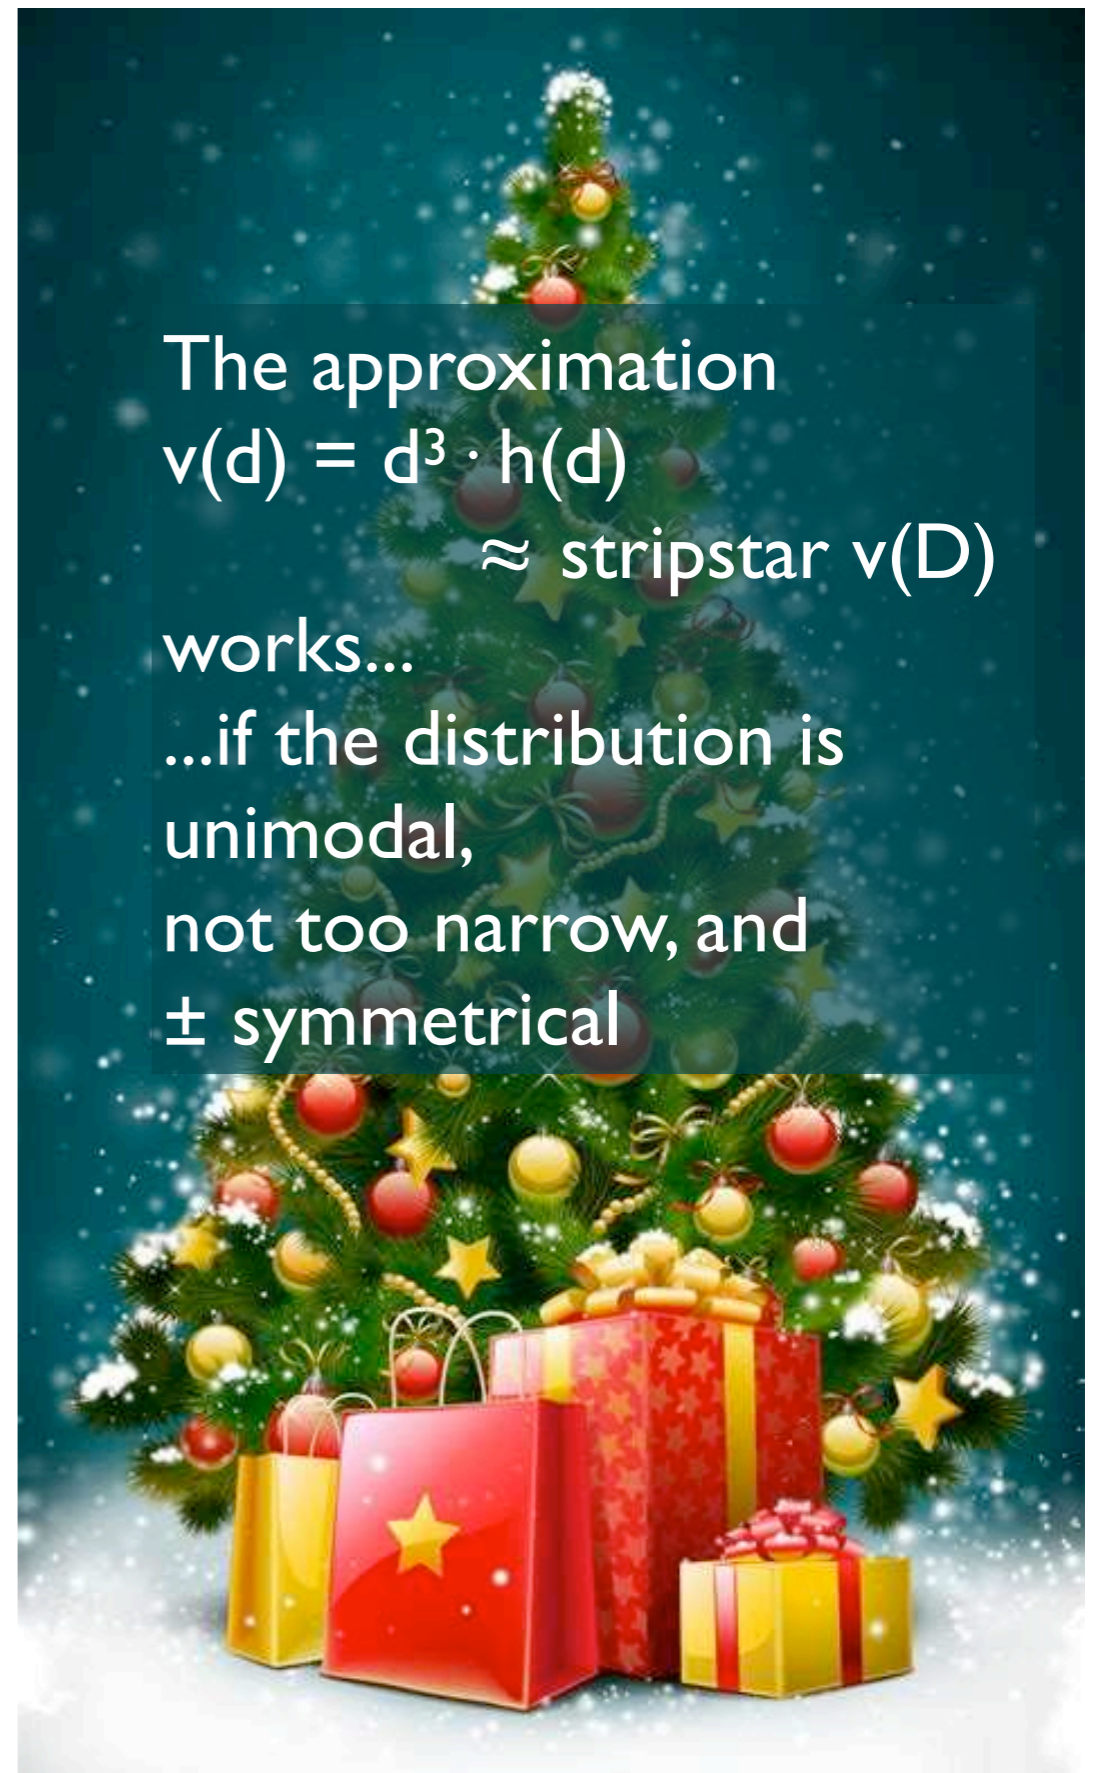 The approximation
v(d) = d³ · h(d)
≈ stripstar v(D)
works...
...if the distribution is
unimodal,
not too narrow, and
± symmetrical